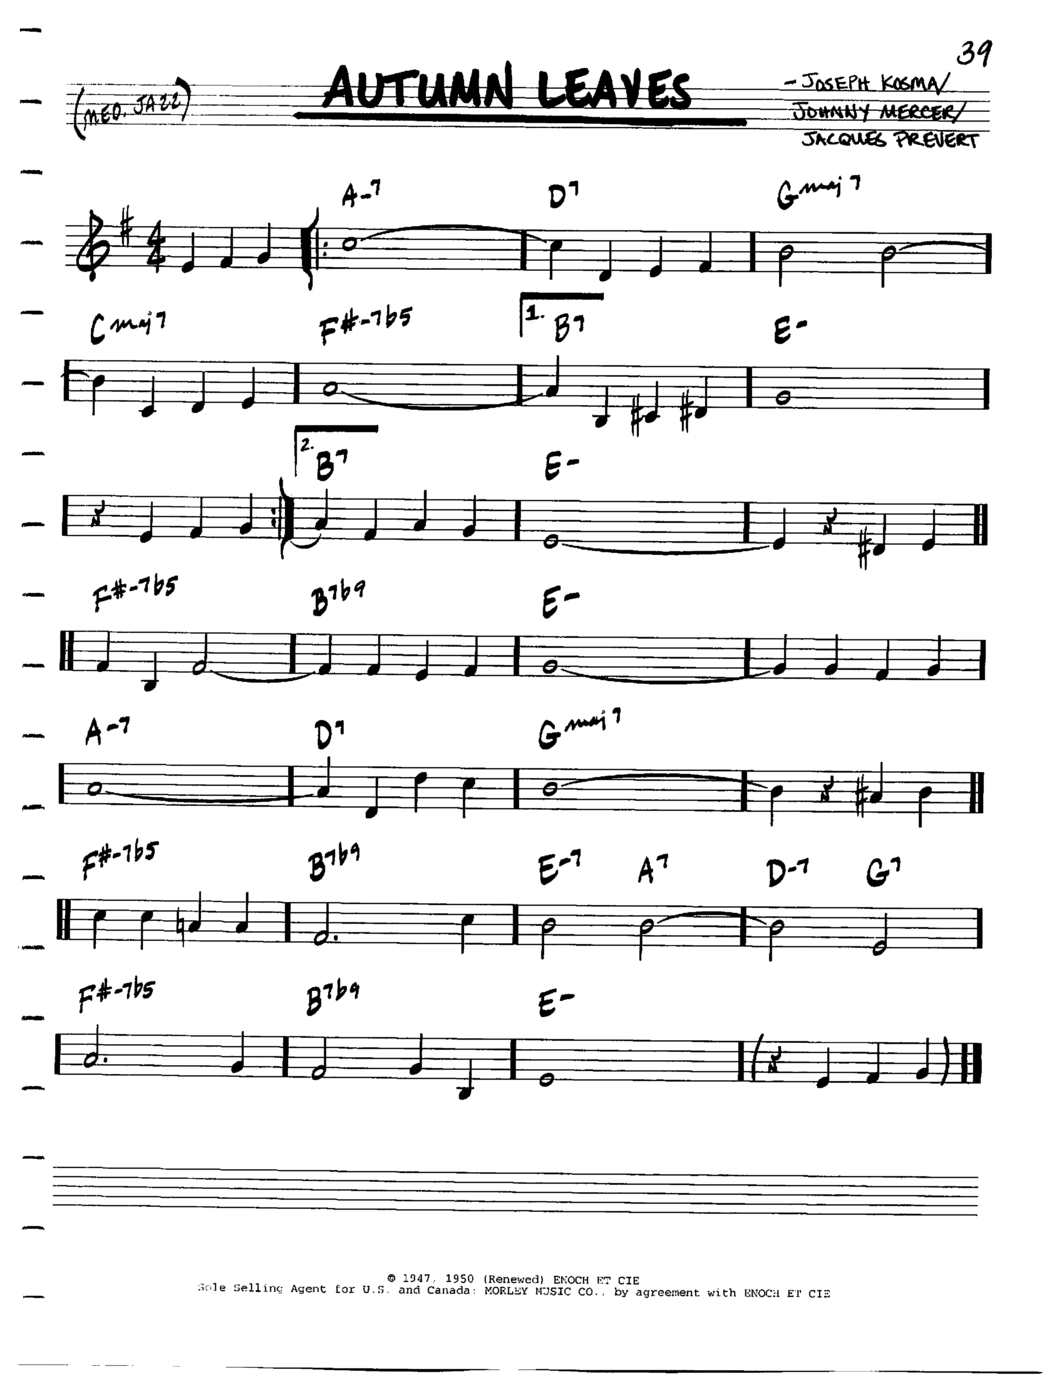 39
AUTUMN LEAVES
(MED. JAZZ)
- JOSEPH KOSMA/
JOHNNY MERCER/
JACQUES PREVERT
A-7 D7 Gmaj7
4
4
Cmaj7 F#-7b5 1. B7 E-
2. B7 E-
F#-7b5 B7b9 E-
A-7 D7 Gmaj7
F#-7b5 B7b9 E-7 A7 D-7 G7
F#-7b5 B7b9 E-
© 1947, 1950 (Renewed) ENOCH ET CIE
Sole Selling Agent for U.S. and Canada: MORLEY MUSIC CO., by agreement with ENOCH ET CIE